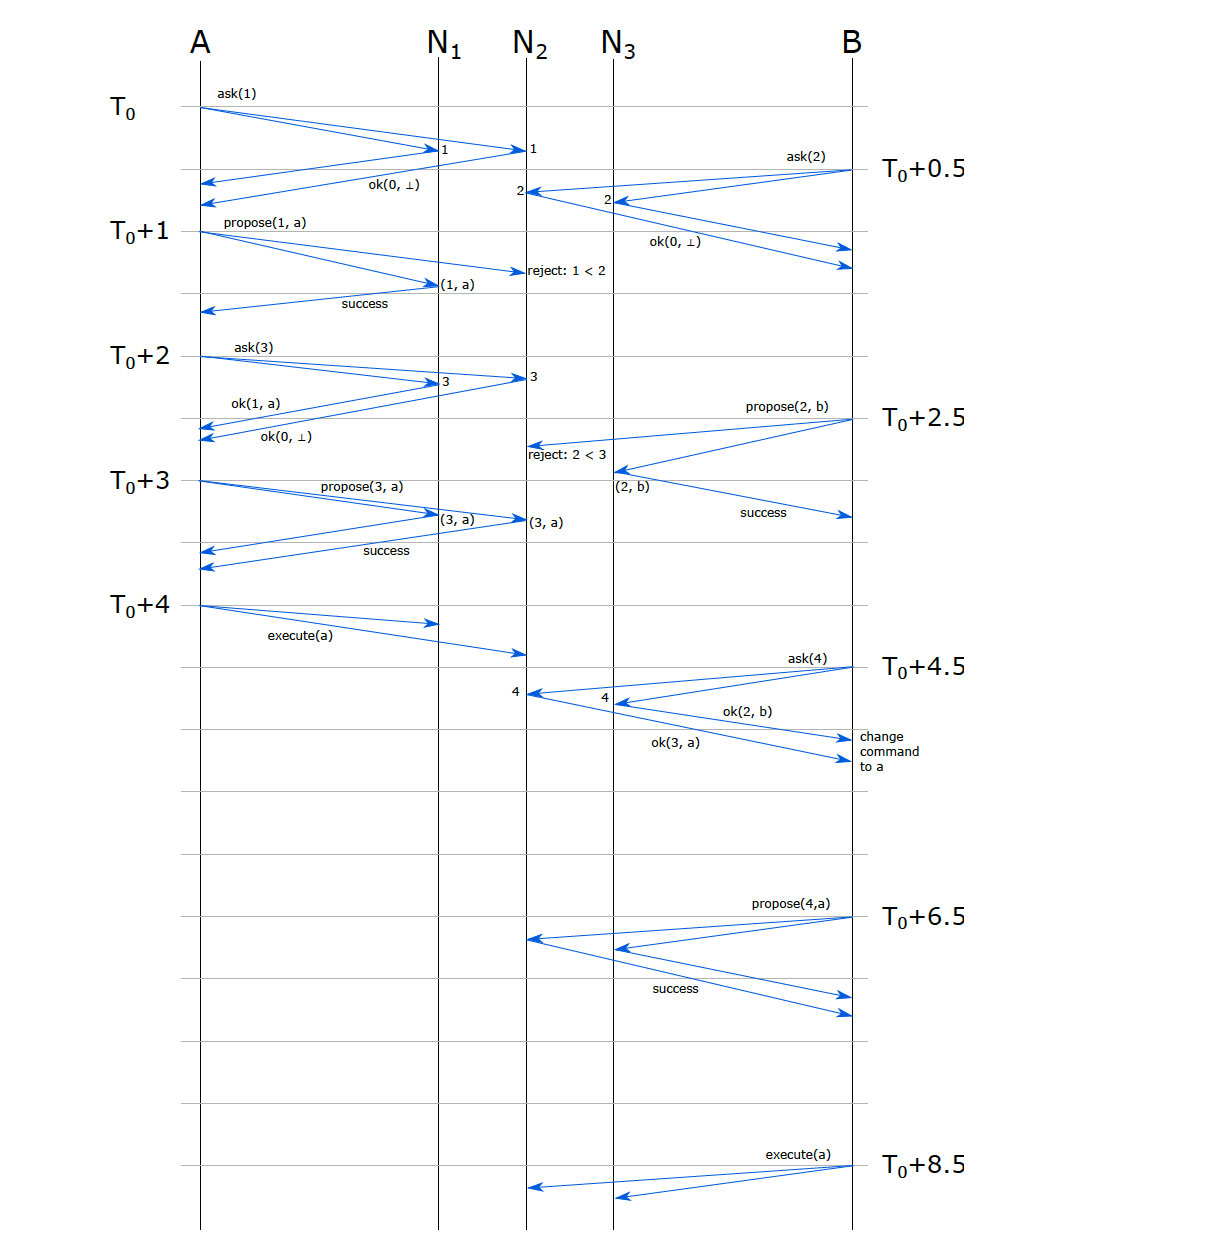 A N₁ N₂ N₃ B
T₀
ask(1)
1
1
ask(2)
T₀+0.5
ok(0, ⊥)
2
2
T₀+1
propose(1, a)
ok(0, ⊥)
reject: 1 < 2
(1, a)
success
T₀+2
ask(3)
3
3
ok(1, a)
propose(2, b)
T₀+2.5
ok(0, ⊥)
reject: 2 < 3
T₀+3
propose(3, a)
(2, b)
success
(3, a)
(3, a)
success
T₀+4
execute(a)
ask(4)
T₀+4.5
4
4
ok(2, b)
ok(3, a)
change
command
to a
propose(4,a)
T₀+6.5
success
execute(a)
T₀+8.5